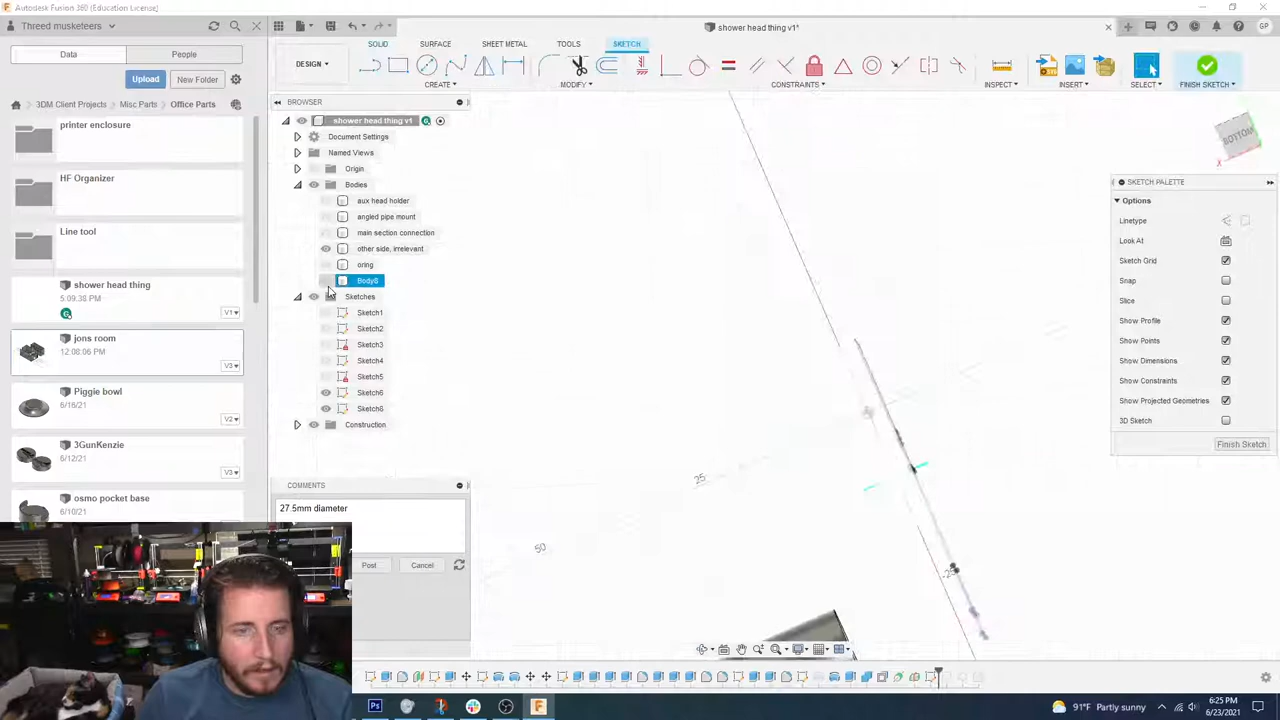 Autodesk Fusion 360 (Education License)
Threed musketeers
shower head thing v1*
GP
Data
People
Upload
New Folder
3DM Client Projects
Misc Parts
Office Parts
printer enclosure
HF Organizer
Line tool
shower head thing
5:09:38 PM
V1
jons room
12:08:06 PM
V3
Piggie bowl
6/16/21
V2
3GunKenzie
6/12/21
V3
osmo pocket base
6/10/21
DESIGN
SOLID
SURFACE
SHEET METAL
TOOLS
SKETCH
CREATE
MODIFY
CONSTRAINTS
INSPECT
INSERT
SELECT
FINISH SKETCH
BROWSER
shower head thing v1
Document Settings
Named Views
Origin
Bodies
aux head holder
angled pipe mount
main section connection
other side, irrelevant
oring
Sketches
Sketch1
Sketch2
Sketch3
Sketch4
Sketch5
Sketch6
Construction
COMMENTS
27.5mm diameter
Post
Cancel
25
50
BOTTOM
X
SKETCH PALETTE
Options
Linetype
Look At
Sketch Grid
Snap
Slice
Show Profile
Show Points
Show Dimensions
Show Constraints
Show Projected Geometries
3D Sketch
Finish Sketch
91°F Partly sunny
6:25 PM
6/23/2021